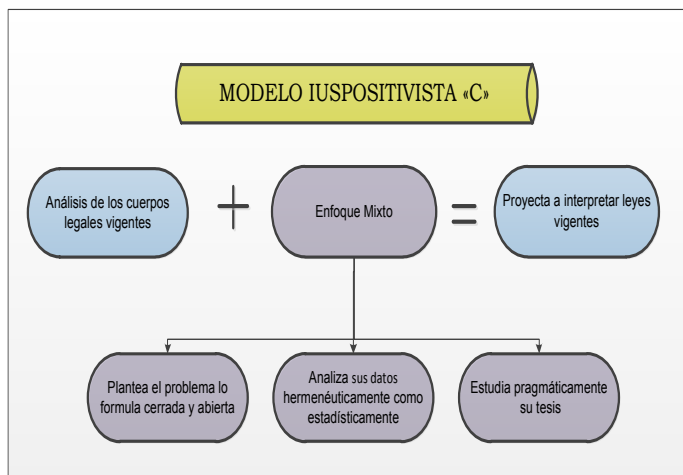 MODELO IUSPOSITIVISTA «C»
Análisis de los cuerpos
legales vigentes
+
Enfoque Mixto
=
Proyecta a interpretar leyes
vigentes
Plantea el problema lo
formula cerrada y abierta
Analiza sus datos
hermenéuticamente como
estadísticamente
Estudia pragmáticamente
su tesis